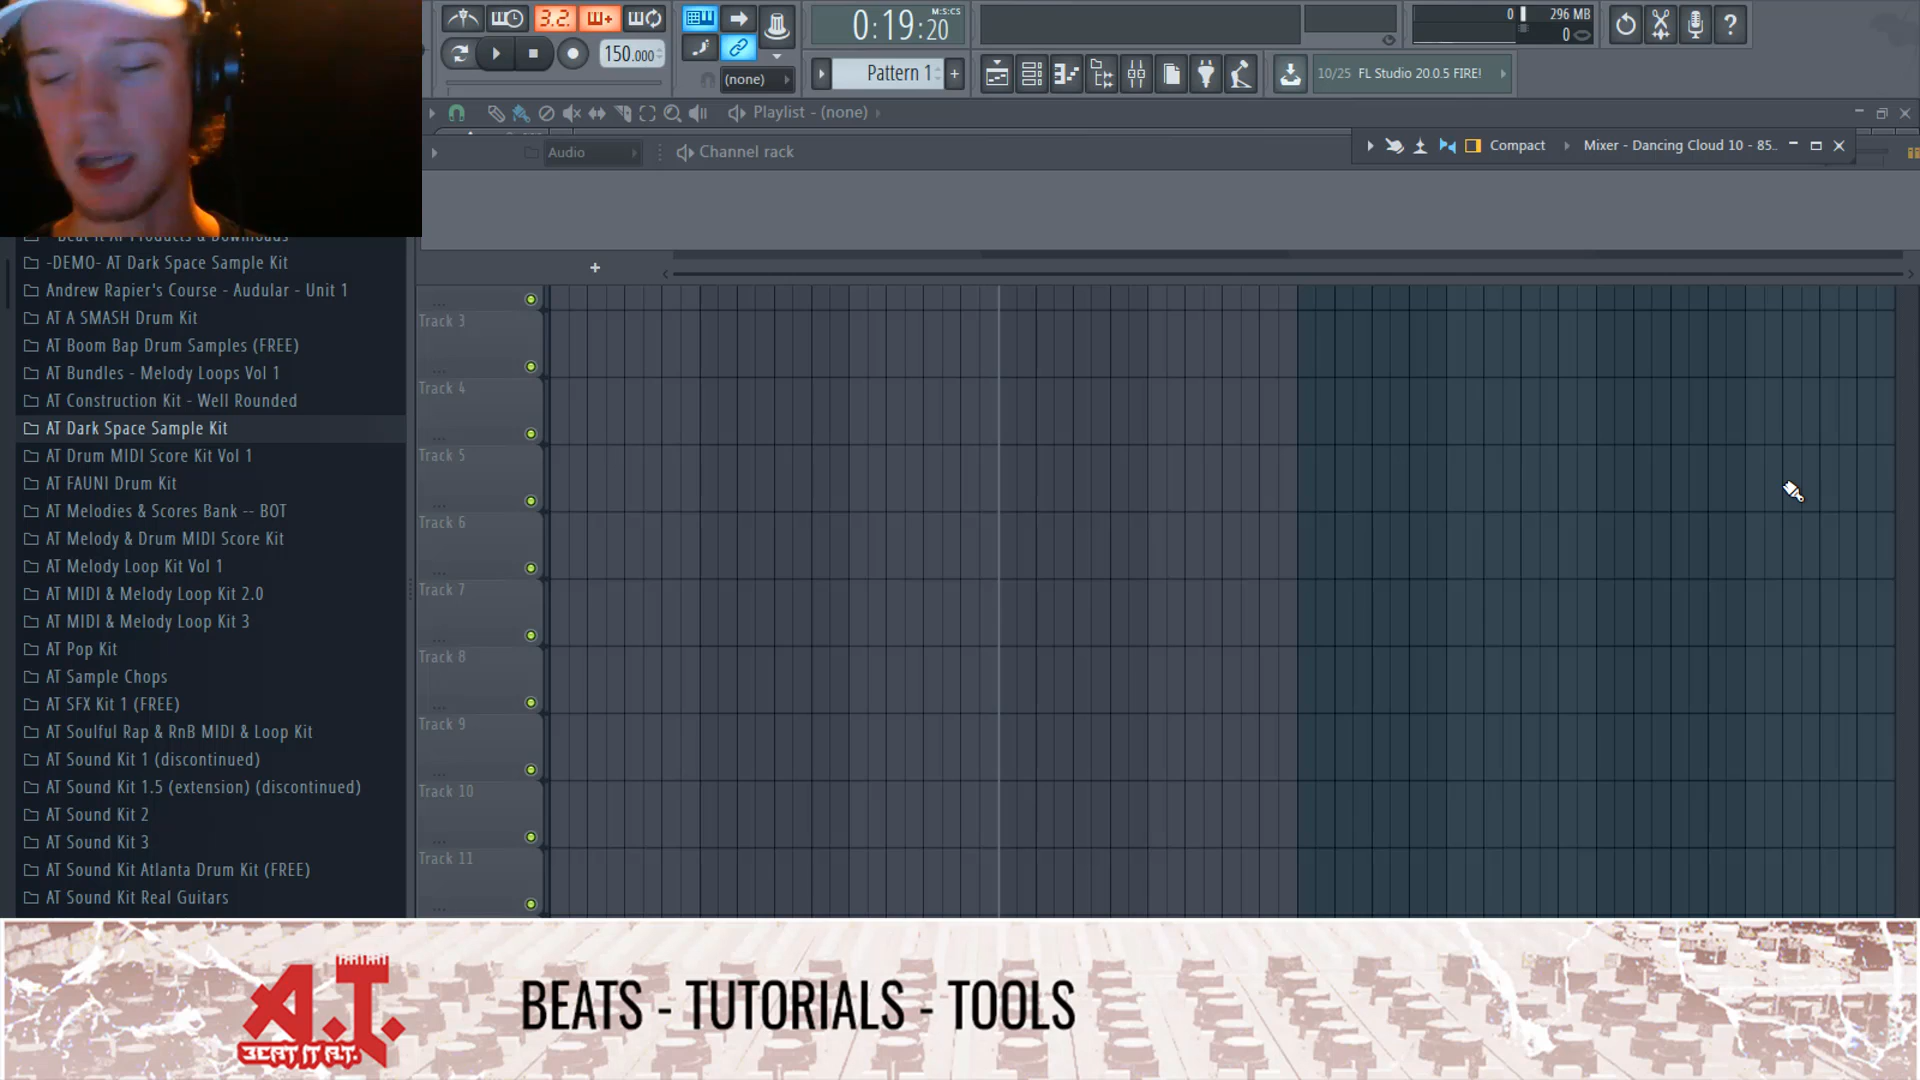 3.2.
150.000
0:19:20
M:S:CS
(none)
Pattern 1
0
296 MB
0
10/25 FL Studio 20.0.5 FIRE!
Playlist - (none)
Audio
Channel rack
Compact
Mixer - Dancing Cloud 10 - 85..
-Beat It AT Products & Downloads
-DEMO- AT Dark Space Sample Kit
Andrew Rapier's Course - Audular - Unit 1
AT A SMASH Drum Kit
AT Boom Bap Drum Samples (FREE)
AT Bundles - Melody Loops Vol 1
AT Construction Kit - Well Rounded
AT Dark Space Sample Kit
AT Drum MIDI Score Kit Vol 1
AT FAUNI Drum Kit
AT Melodies & Scores Bank -- BOT
AT Melody & Drum MIDI Score Kit
AT Melody Loop Kit Vol 1
AT MIDI & Melody Loop Kit 2.0
AT MIDI & Melody Loop Kit 3
AT Pop Kit
AT Sample Chops
AT SFX Kit 1 (FREE)
AT Soulful Rap & RnB MIDI & Loop Kit
AT Sound Kit 1 (discontinued)
AT Sound Kit 1.5 (extension) (discontinued)
AT Sound Kit 2
AT Sound Kit 3
AT Sound Kit Atlanta Drum Kit (FREE)
AT Sound Kit Real Guitars
Track 3
Track 4
Track 5
Track 6
Track 7
Track 8
Track 9
Track 10
Track 11
A.T.
BEAT IT A.T.
BEATS - TUTORIALS - TOOLS